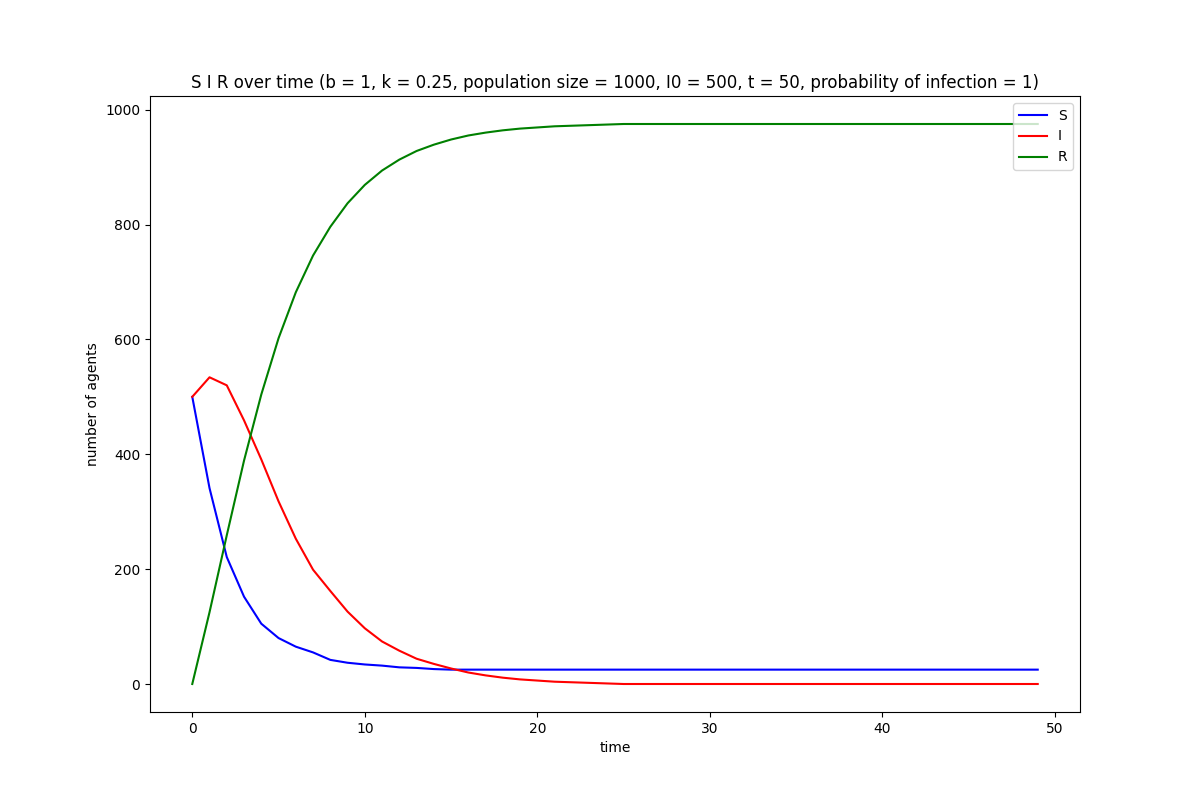 S I R over time (b = 1, k = 0.25, population size = 1000, I0 = 500, t = 50, probability of infection = 1)
1000
800
600
400
200
0
number of agents
S
I
R
0 10 20 30 40 50
time